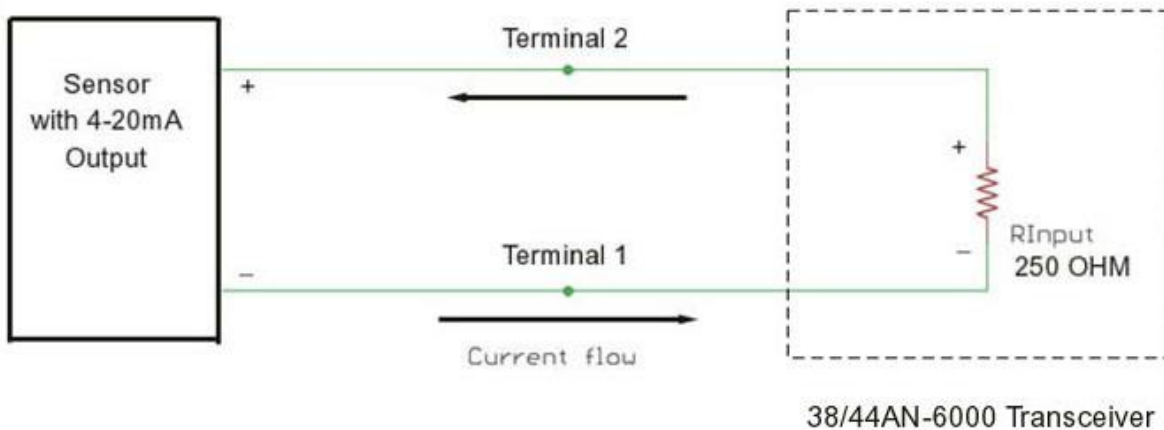 Sensor
with 4-20mA
Output
+
−
Terminal 2
Terminal 1
Current flow
+
−
RInput
250 OHM
38/44AN-6000 Transceiver